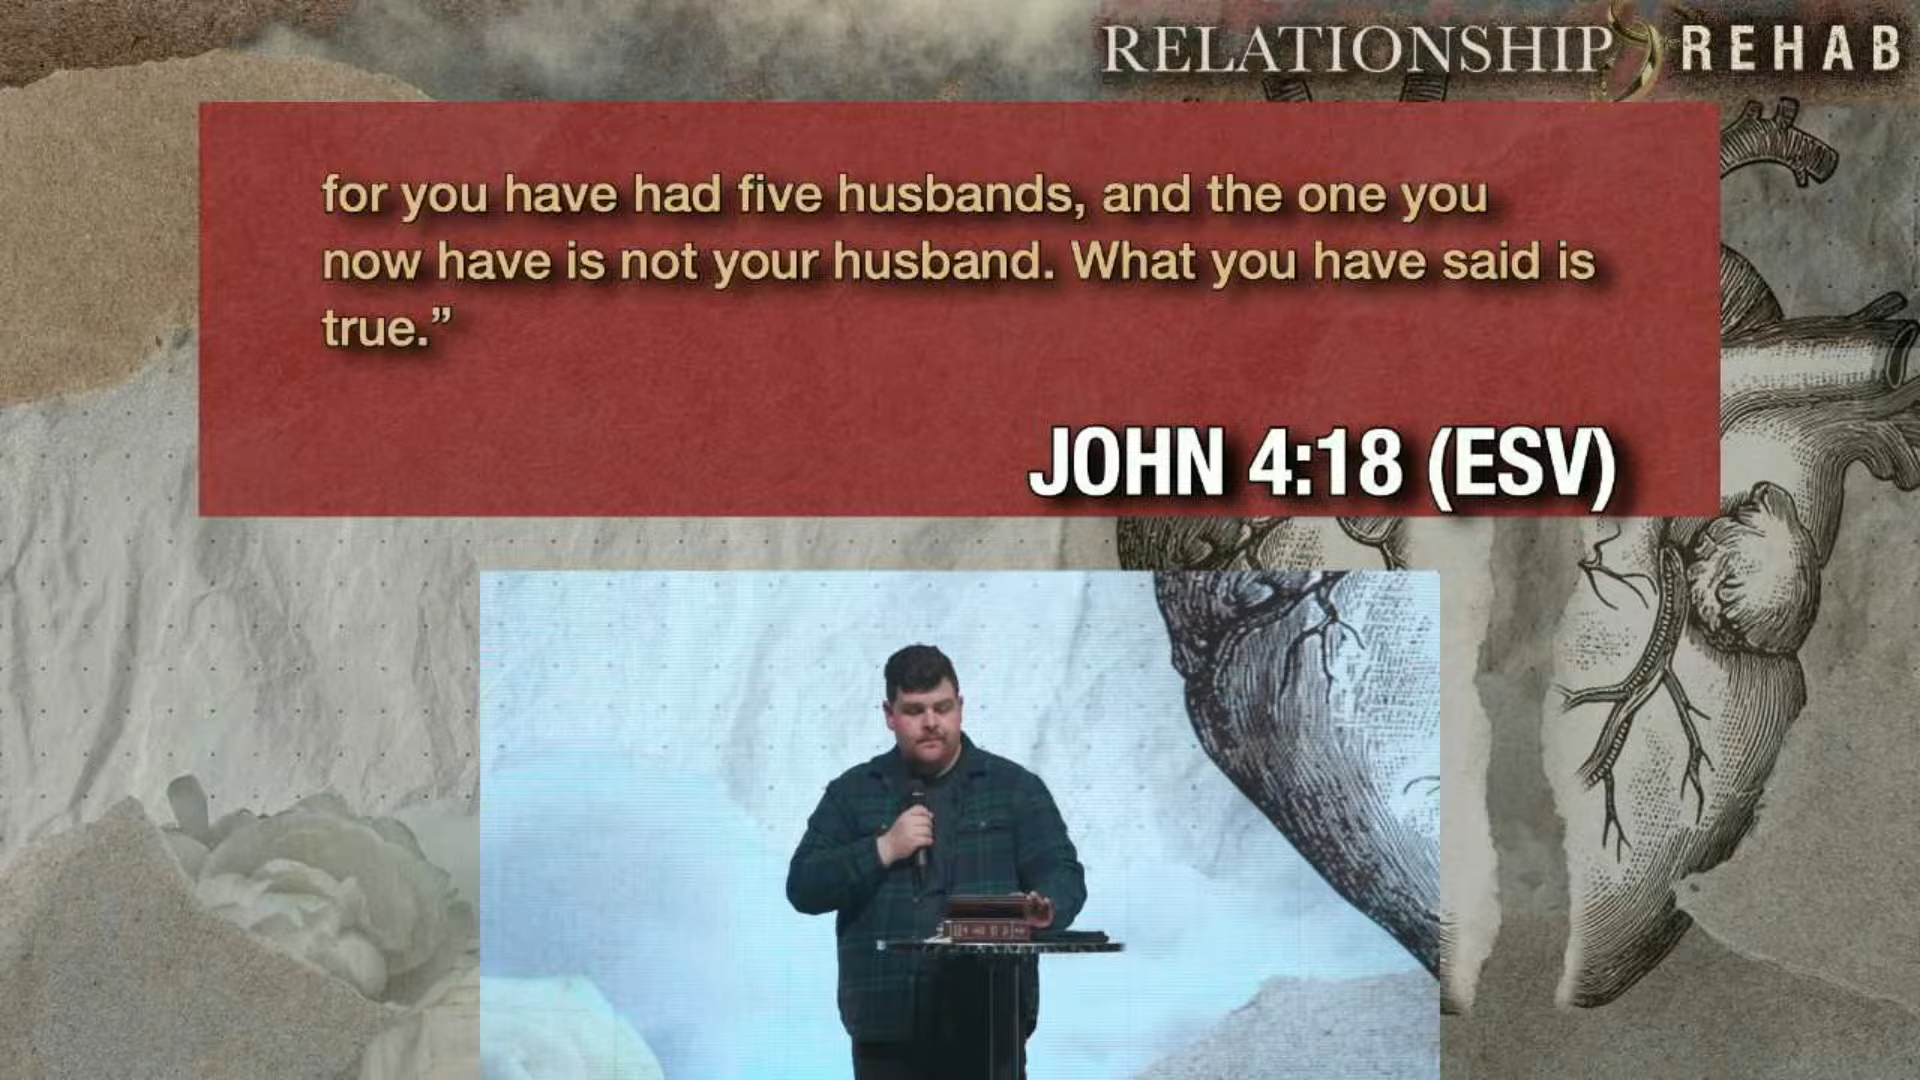 RELATIONSHIP REHAB
for you have had five husbands, and the one you
now have is not your husband. What you have said is
true.”
JOHN 4:18 (ESV)